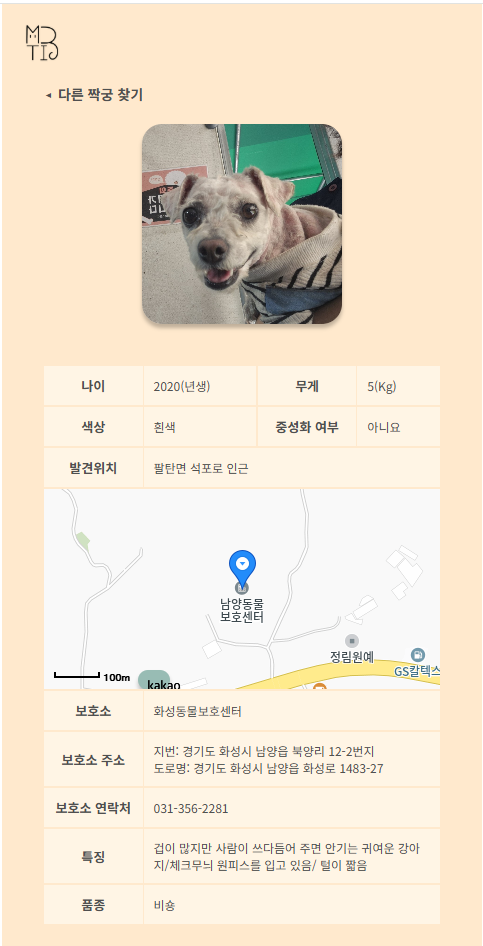 MB
TI
◂ 다른 짝궁 찾기
나이 2020(년생) 무게 5(Kg)
색상 흰색 중성화 여부 아니요
발견위치 팔탄면 석포로 인근
남양동물
보호센터
정림원예
GS칼텍스
100m
kakao
보호소 화성동물보호센터
보호소 주소 지번: 경기도 화성시 남양읍 북양리 12-2번지
도로명: 경기도 화성시 남양읍 화성로 1483-27
보호소 연락처 031-356-2281
특징 겁이 많지만 사람이 쓰다듬어 주면 안기는 귀여운 강아
지/체크무늬 원피스를 입고 있음/ 털이 짧음
품종 비숑